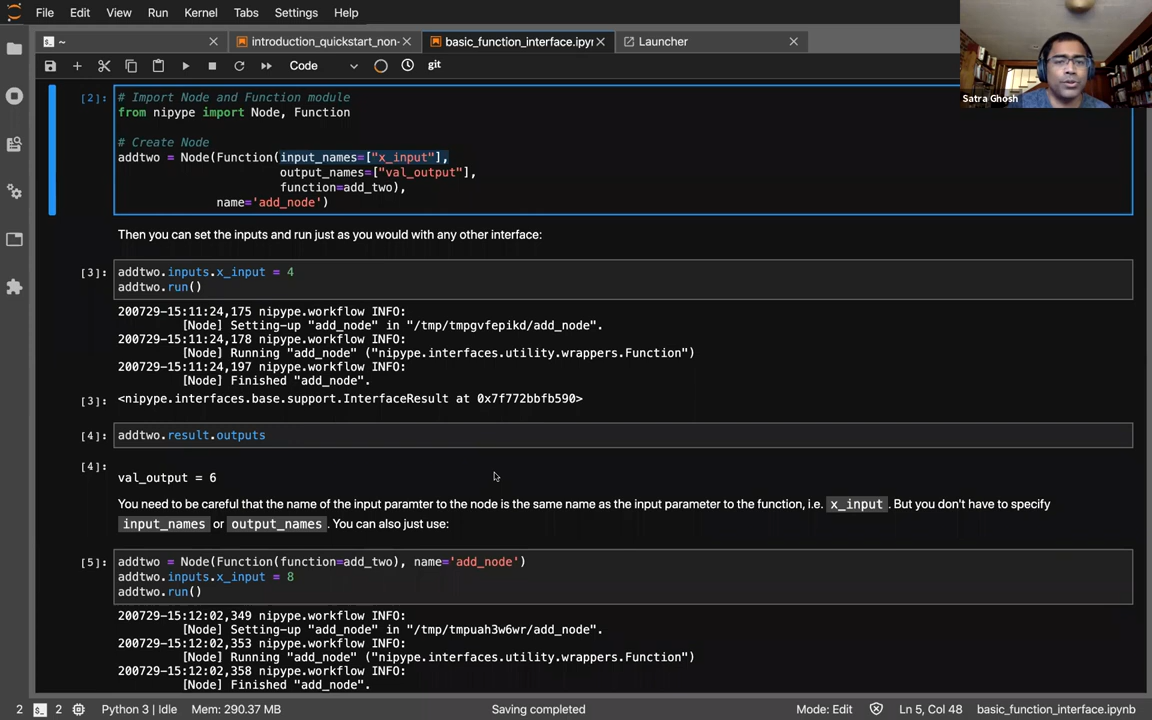 File Edit View Run Kernel Tabs Settings Help
~ introduction_quickstart_non- basic_function_interface.ipyr Launcher
Code git
Satra Ghosh
[2]: # Import Node and Function module
from nipype import Node, Function
# Create Node
addtwo = Node(Function(input_names=["x_input"],
output_names=["val_output"],
function=add_two),
name='add_node')
Then you can set the inputs and run just as you would with any other interface:
[3]: addtwo.inputs.x_input = 4
addtwo.run()
200729-15:11:24,175 nipype.workflow INFO:
[Node] Setting-up "add_node" in "/tmp/tmpgvfepikd/add_node".
200729-15:11:24,178 nipype.workflow INFO:
[Node] Running "add_node" ("nipype.interfaces.utility.wrappers.Function")
200729-15:11:24,197 nipype.workflow INFO:
[Node] Finished "add_node".
[3]: <nipype.interfaces.base.support.InterfaceResult at 0x7f772bbfb590>
[4]: addtwo.result.outputs
[4]:
val_output = 6
You need to be careful that the name of the input paramter to the node is the same name as the input parameter to the function, i.e. x_input . But you don't have to specify
input_names or output_names . You can also just use:
[5]: addtwo = Node(Function(function=add_two), name='add_node')
addtwo.inputs.x_input = 8
addtwo.run()
200729-15:12:02,349 nipype.workflow INFO:
[Node] Setting-up "add_node" in "/tmp/tmpuah3w6wr/add_node".
200729-15:12:02,353 nipype.workflow INFO:
[Node] Running "add_node" ("nipype.interfaces.utility.wrappers.Function")
200729-15:12:02,358 nipype.workflow INFO:
[Node] Finished "add_node".
2 2 Python 3 | Idle Mem: 290.37 MB Saving completed Mode: Edit Ln 5, Col 48 basic_function_interface.ipynb